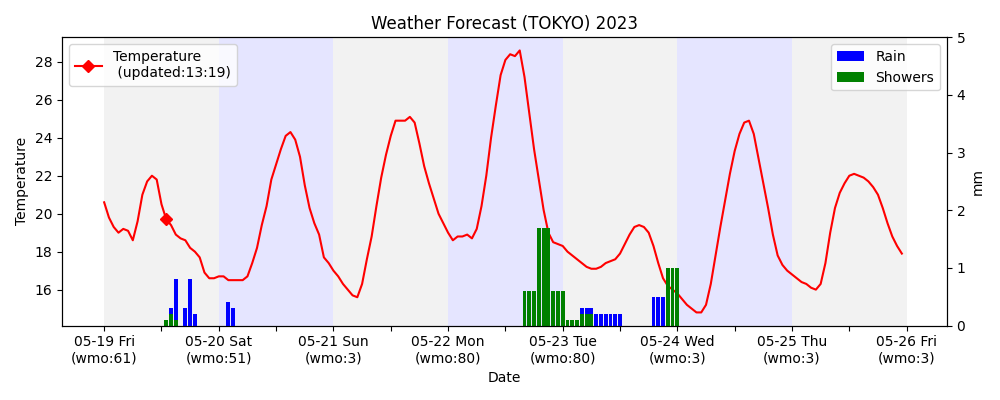 Weather Forecast (TOKYO) 2023
Temperature
(updated:13:19)
Rain
Showers
Temperature
28
26
24
22
20
18
16
5
4
3
2
1
0
mm
05-19 Fri
(wmo:61)
05-20 Sat
(wmo:51)
05-21 Sun
(wmo:3)
05-22 Mon
(wmo:80)
05-23 Tue
(wmo:80)
05-24 Wed
(wmo:3)
05-25 Thu
(wmo:3)
05-26 Fri
(wmo:3)
Date